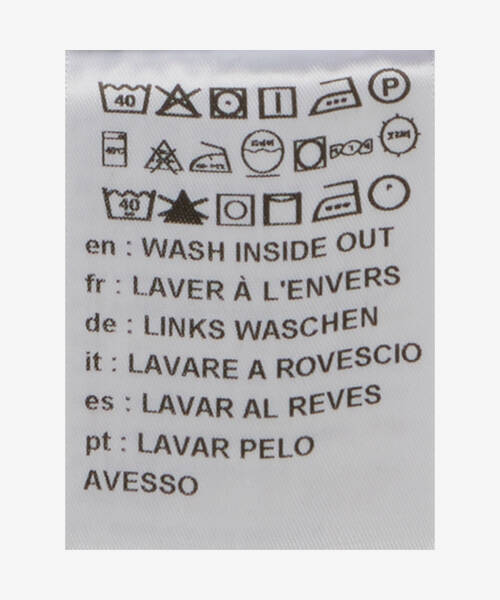 40 P
40
en : WASH INSIDE OUT
fr : LAVER À L'ENVERS
de : LINKS WASCHEN
it : LAVARE A ROVESCIO
es : LAVAR AL REVES
pt : LAVAR PELO
AVESSO